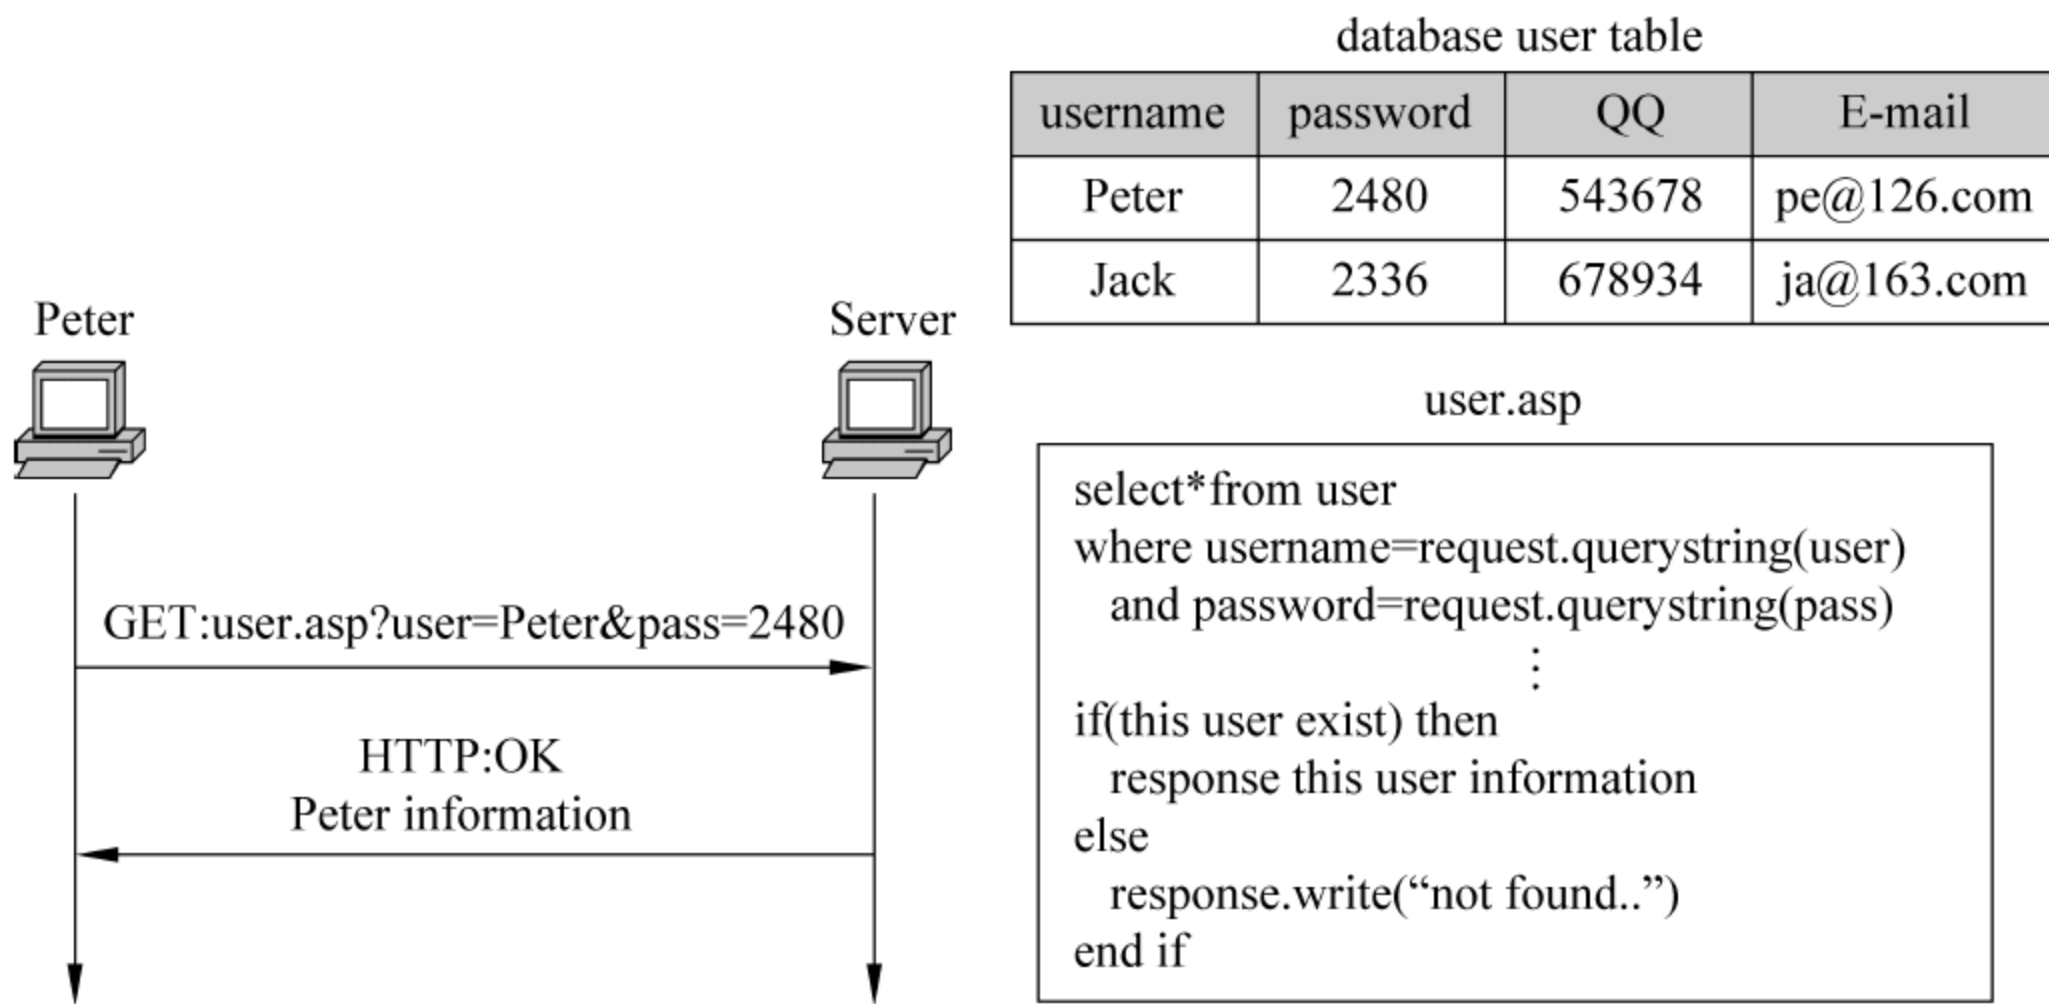 database user table
username password QQ E-mail
Peter 2480 543678 pe@126.com
Jack 2336 678934 ja@163.com
Peter
Server
GET:user.asp?user=Peter&pass=2480
HTTP:OK
Peter information
user.asp
select*from user
where username=request.querystring(user)
and password=request.querystring(pass)
⋮
if(this user exist) then
response this user information
else
response.write(“not found..”)
end if